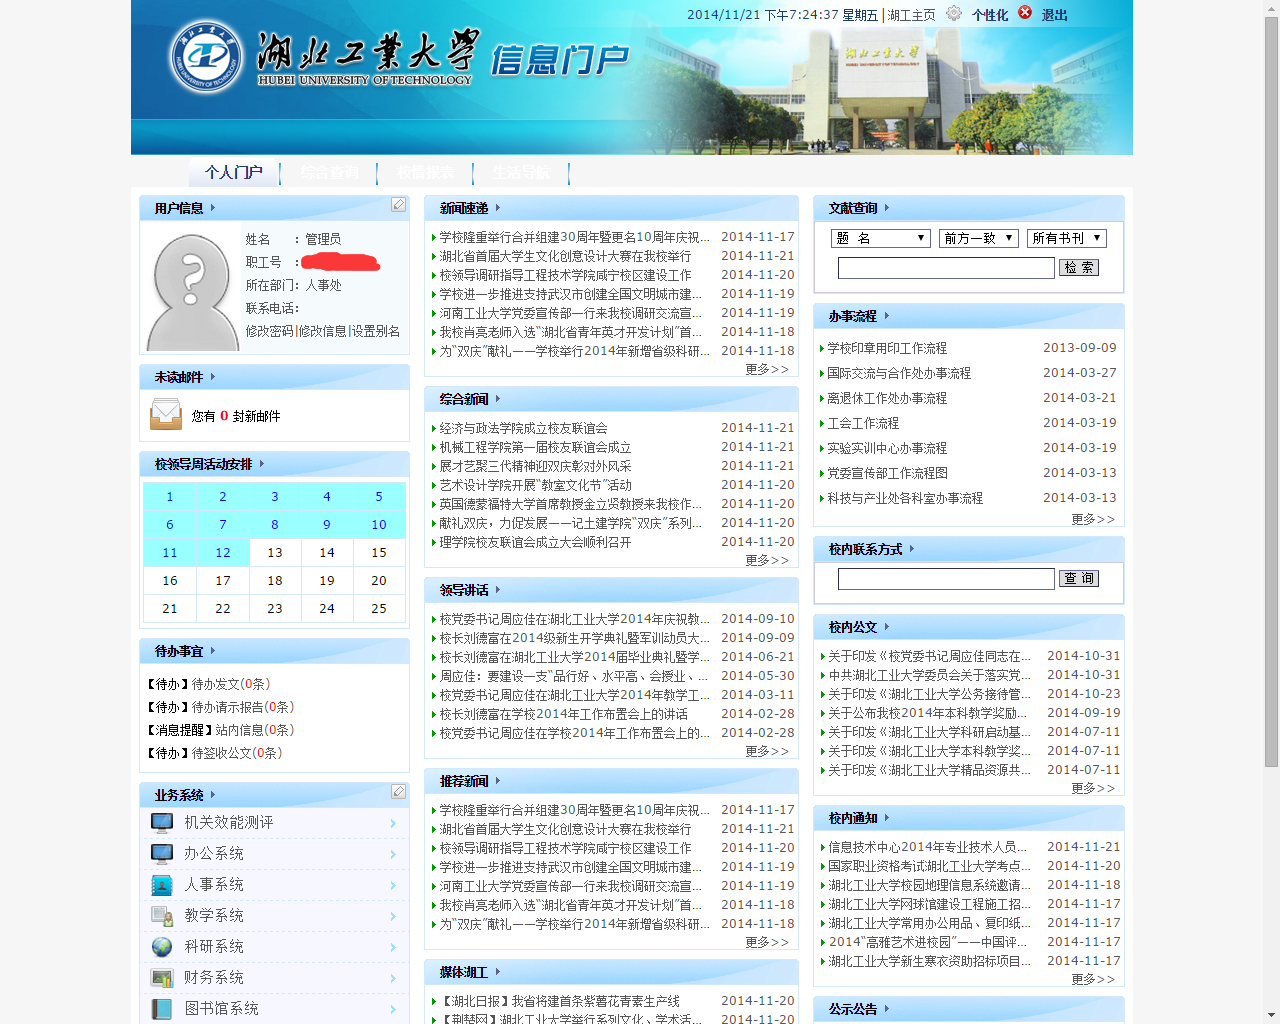 2014/11/21 下午7:24:37 星期五 | 湖工主页 个性化 退出
湖北工業大学 信息门户
HUBEI UNIVERSITY OF TECHNOLOGY
个人门户 综合查询 校情报表 生活导航
用户信息
姓名 ： 管理员
职工号 ：
所在部门： 人事处
联系电话：
修改密码|修改信息|设置别名
未读邮件
您有 0 封新邮件
校领导周活动安排
1 2 3 4 5
6 7 8 9 10
11 12 13 14 15
16 17 18 19 20
21 22 23 24 25
待办事宜
【待办】待办发文(0条)
【待办】待办请示报告(0条)
【消息提醒】站内信息(0条)
【待办】待签收公文(0条)
业务系统
机关效能测评
办公系统
人事系统
教学系统
科研系统
财务系统
图书馆系统
新闻速递
学校隆重举行合并组建30周年暨更名10周年庆祝... 2014-11-17
湖北省首届大学生文化创意设计大赛在我校举行 2014-11-21
校领导调研指导工程技术学院咸宁校区建设工作 2014-11-20
学校进一步推进支持武汉市创建全国文明城市建... 2014-11-19
河南工业大学党委宣传部一行来我校调研交流宣... 2014-11-19
我校肖亮老师入选“湖北省青年英才开发计划”首... 2014-11-18
为“双庆”献礼——学校举行2014年新增省级科研... 2014-11-18
更多>>
综合新闻
经济与政法学院成立校友联谊会 2014-11-21
机械工程学院第一届校友联谊会成立 2014-11-21
展才艺聚三代精神迎双庆彰对外风采 2014-11-21
艺术设计学院开展“教室文化节”活动 2014-11-20
英国德蒙福特大学首席教授金立贤教授来我校作... 2014-11-20
献礼双庆，力促发展——记土建学院“双庆”系列... 2014-11-20
理学院校友联谊会成立大会顺利召开 2014-11-20
更多>>
领导讲话
校党委书记周应佳在湖北工业大学2014年庆祝教... 2014-09-10
校长刘德富在2014级新生开学典礼暨军训动员大... 2014-09-09
校长刘德富在湖北工业大学2014届毕业典礼暨学... 2014-06-21
周应佳：要建设一支“品行好、水平高、会授业、... 2014-05-30
校党委书记周应佳在湖北工业大学2014年教学工... 2014-03-11
校长刘德富在学校2014年工作布置会上的讲话 2014-02-28
校党委书记周应佳在学校2014年工作布置会上的... 2014-02-28
更多>>
推荐新闻
学校隆重举行合并组建30周年暨更名10周年庆祝... 2014-11-17
湖北省首届大学生文化创意设计大赛在我校举行 2014-11-21
校领导调研指导工程技术学院咸宁校区建设工作 2014-11-20
学校进一步推进支持武汉市创建全国文明城市建... 2014-11-19
河南工业大学党委宣传部一行来我校调研交流宣... 2014-11-19
我校肖亮老师入选“湖北省青年英才开发计划”首... 2014-11-18
为“双庆”献礼——学校举行2014年新增省级科研... 2014-11-18
更多>>
媒体湖工
【湖北日报】我省将建首条紫薯花青素生产线 2014-11-20
【荆楚网】湖北工业大学举行系列文化、学术活... 2014-11-20
文献查询
题 名 前方一致 所有书刊
检 索
办事流程
学校印章用印工作流程 2013-09-09
国际交流与合作处办事流程 2014-03-27
离退休工作处办事流程 2014-03-21
工会工作流程 2014-03-19
实验实训中心办事流程 2014-03-19
党委宣传部工作流程图 2014-03-13
科技与产业处各科室办事流程 2014-03-13
更多>>
校内联系方式
查 询
校内公文
关于印发《校党委书记周应佳同志在... 2014-10-31
中共湖北工业大学委员会关于落实党... 2014-10-31
关于印发《湖北工业大学公务接待管... 2014-10-23
关于公布我校2014年本科教学奖励... 2014-09-19
关于印发《湖北工业大学科研启动基... 2014-07-11
关于印发《湖北工业大学本科教学奖... 2014-07-11
关于印发《湖北工业大学精品资源共... 2014-07-11
更多>>
校内通知
信息技术中心2014年专业技术人员... 2014-11-21
国家职业资格考试湖北工业大学考点... 2014-11-20
湖北工业大学校园地理信息系统邀请... 2014-11-18
湖北工业大学网球馆建设工程施工招... 2014-11-17
湖北工业大学常用办公用品、复印纸... 2014-11-17
2014“高雅艺术进校园”——中国评... 2014-11-17
湖北工业大学新生寒衣资助招标项目... 2014-11-17
更多>>
公示公告